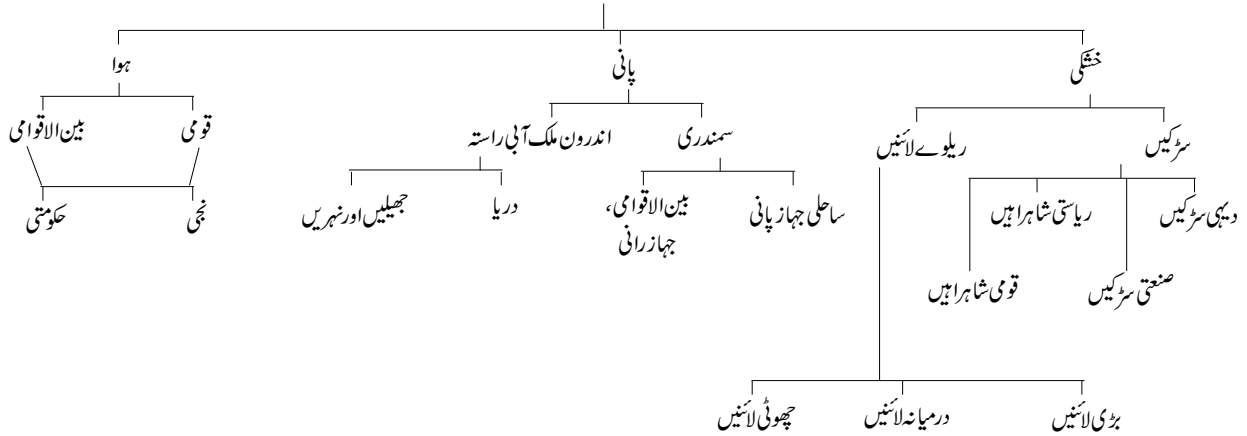 خشکی
پانی
ہوا
سڑکیں
ریلوے لائنیں
سمندری
اندرون ملک آبی راستہ
قومی
بین الاقوامی
دیہی سڑکیں
ریاستی شاہراہیں
ساحلی جہاز پانی
بین الاقوامی،
جہاز رانی
دریا
جھیلیں اور نہریں
نجی
حکومتی
صنعتی سڑکیں
قومی شاہراہیں
بڑی لائنیں
درمیانہ لائنیں
چھوٹی لائنیں